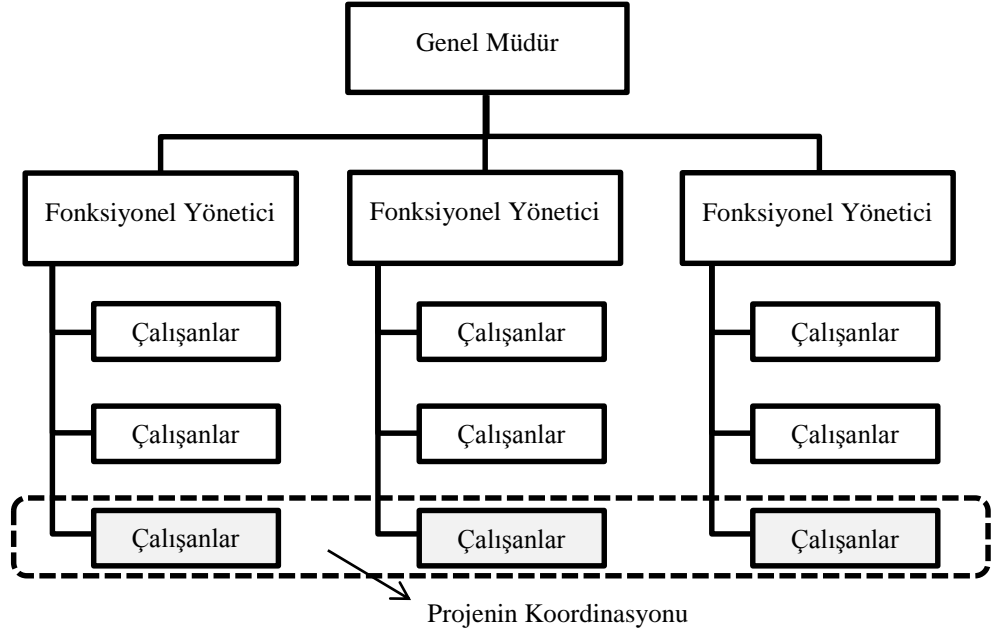 Genel Müdür
Fonksiyonel Yönetici
Fonksiyonel Yönetici
Fonksiyonel Yönetici
Çalışanlar
Çalışanlar
Çalışanlar
Çalışanlar
Çalışanlar
Çalışanlar
Çalışanlar
Çalışanlar
Çalışanlar
Projenin Koordinasyonu